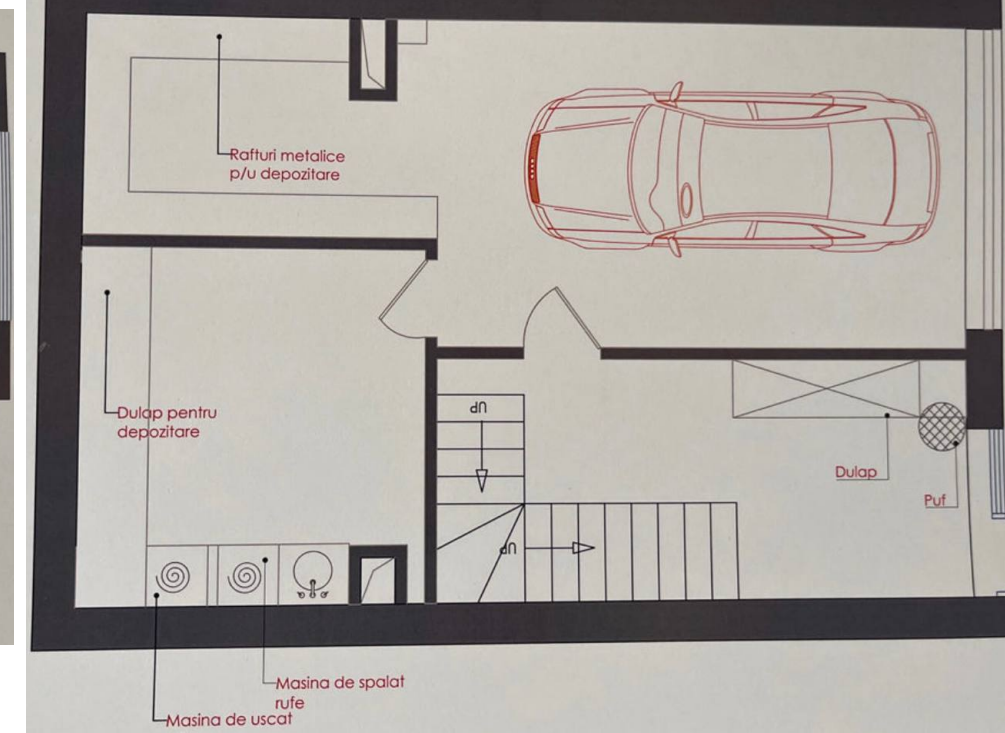 Rafturi metalice
p/u depozitare
Dulap pentru
depozitare
UP
UP
Dulap
Puf
Masina de spalat
rufe
Masina de uscat